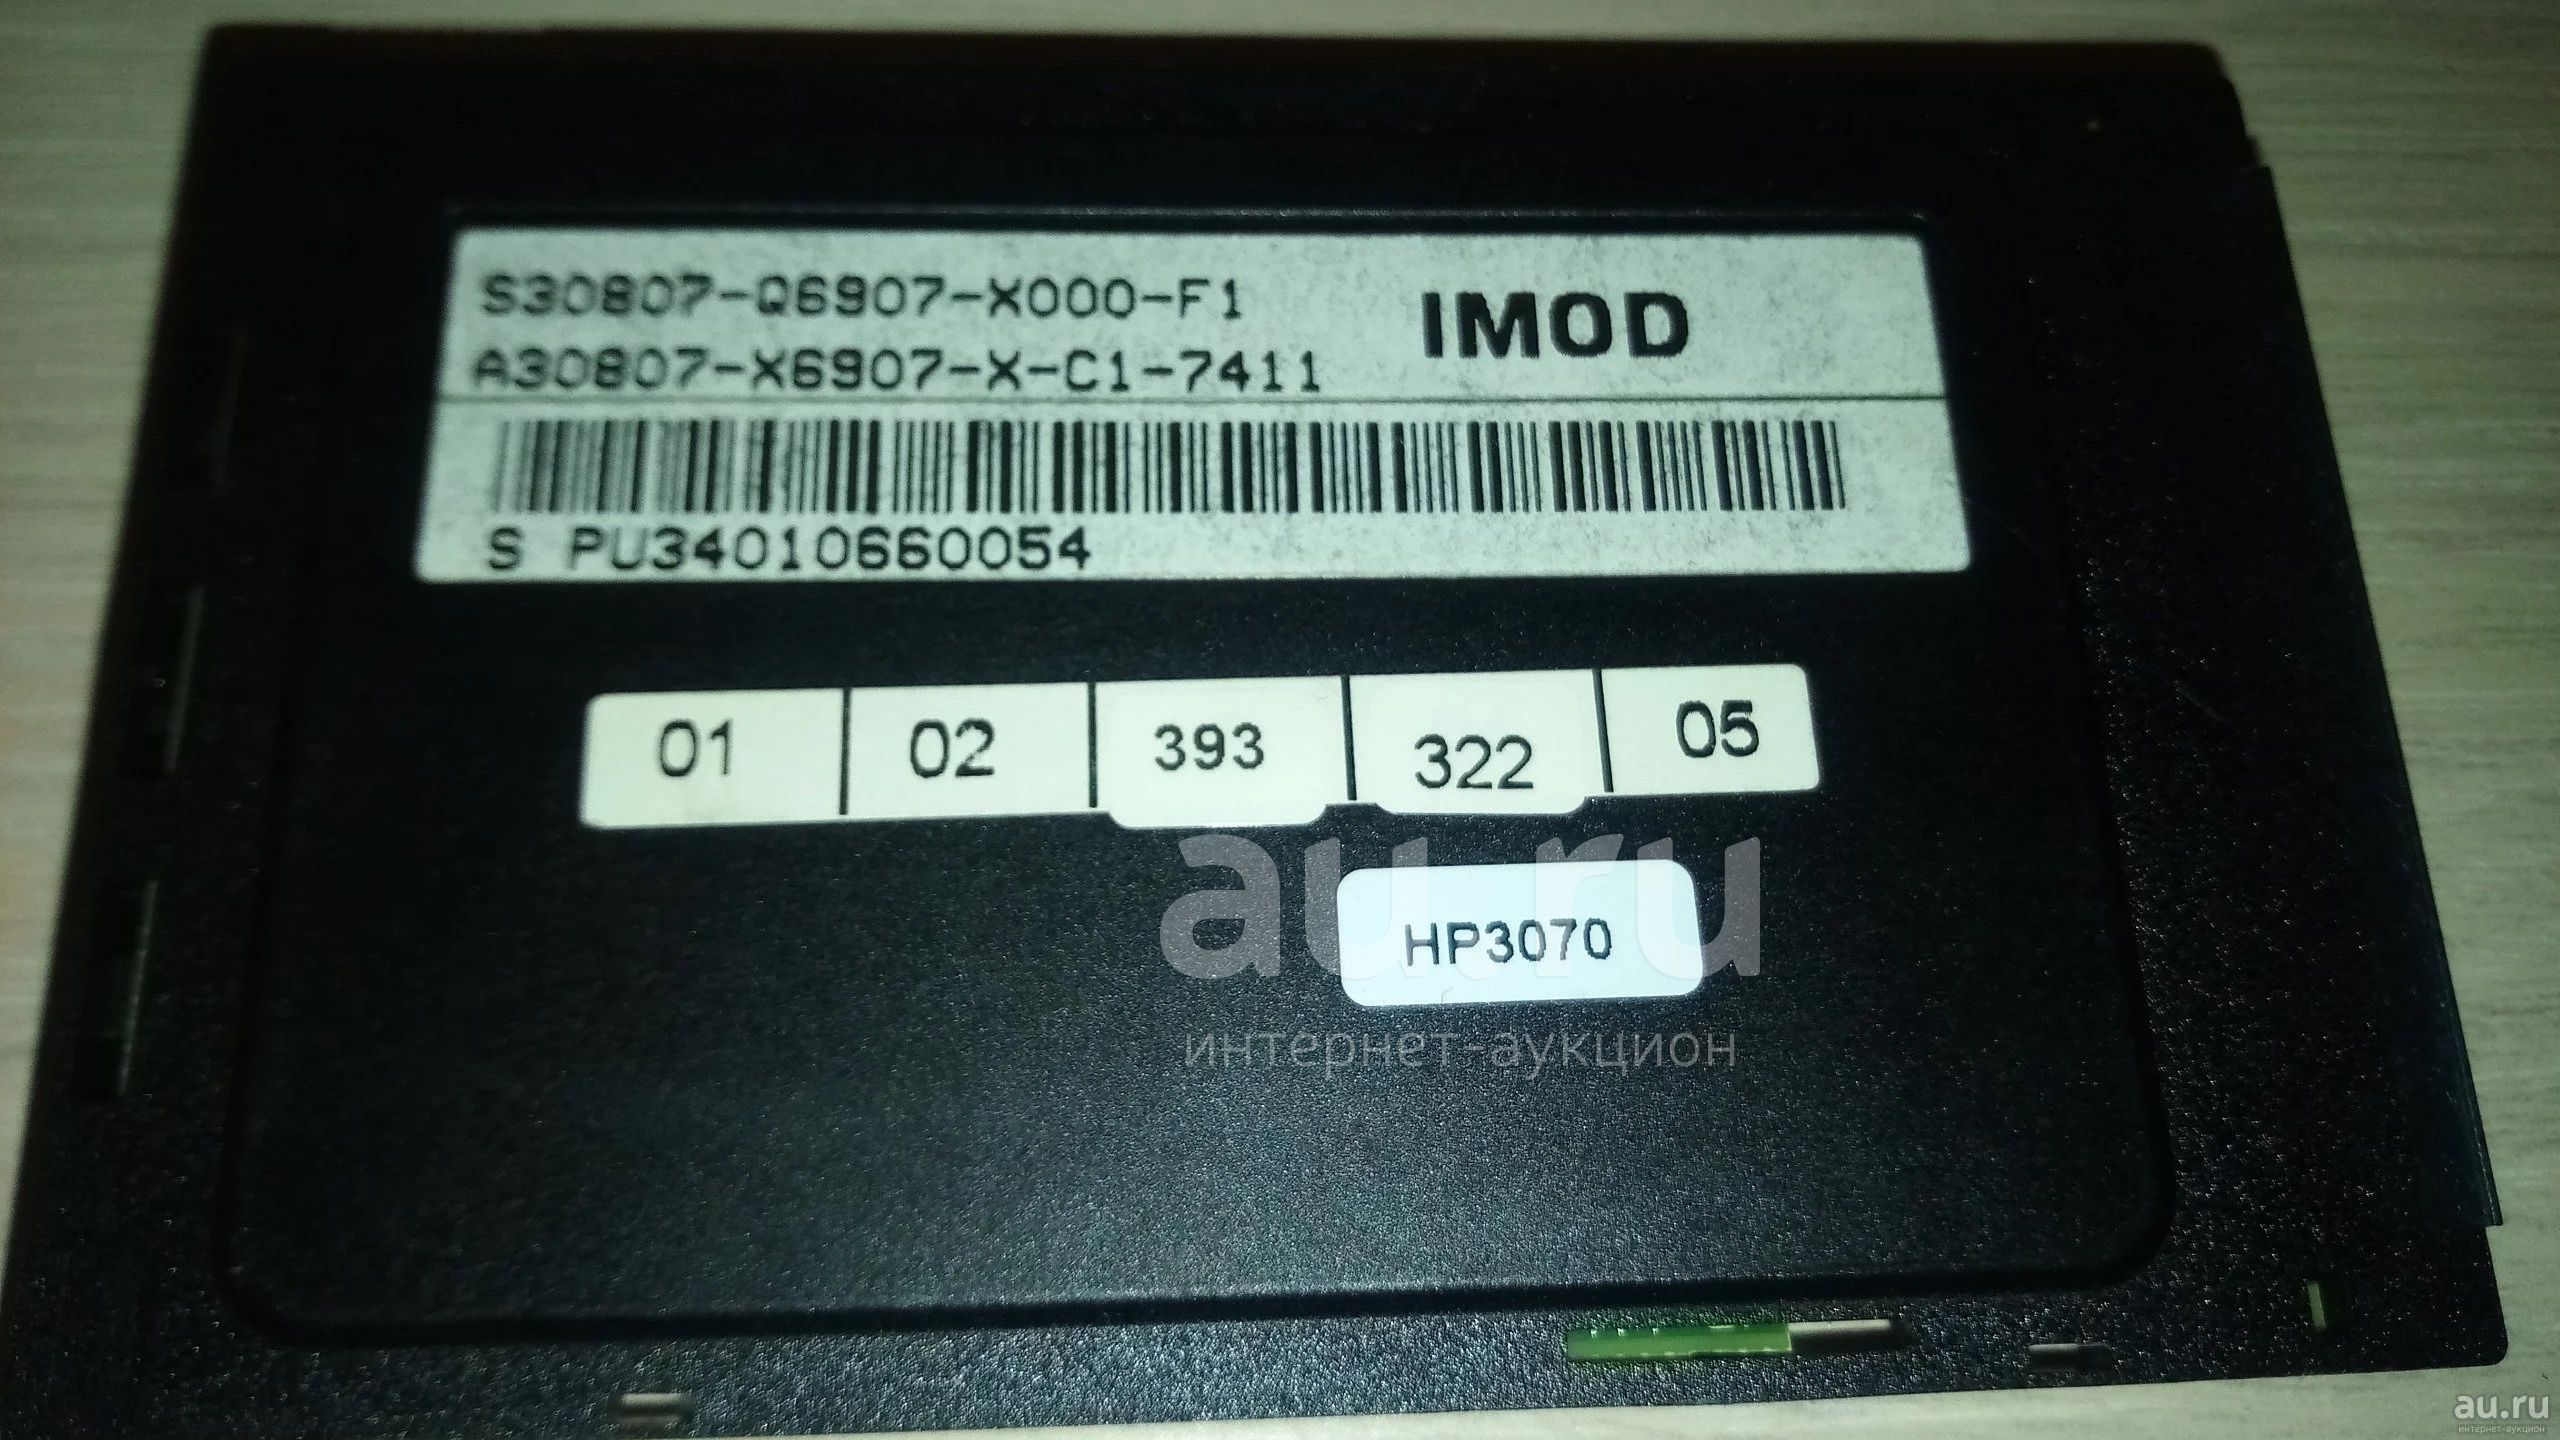 S30807-Q6907-X000-F1
IMOD
A30807-X6907-X-C1-7411
S PU34010660054
01 02 393 322 05
au.ru
HP3070
интернет-аукцион
au.ru
интернет-аукцион